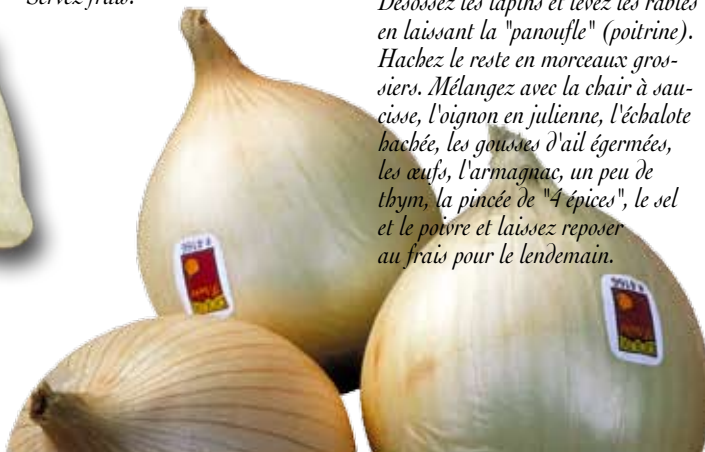 Servez frais.
Désossez les lapins et levez les râbles
en laissant la "panoufle" (poitrine).
Hachez le reste en morceaux gros-
siers. Mélangez avec la chair à sau-
cisse, l'oignon en julienne, l'échalote
hachée, les gousses d'ail égermées,
les œufs, l'armagnac, un peu de
thym, la pincée de "4 épices", le sel
et le poivre et laissez reposer
au frais pour le lendemain.